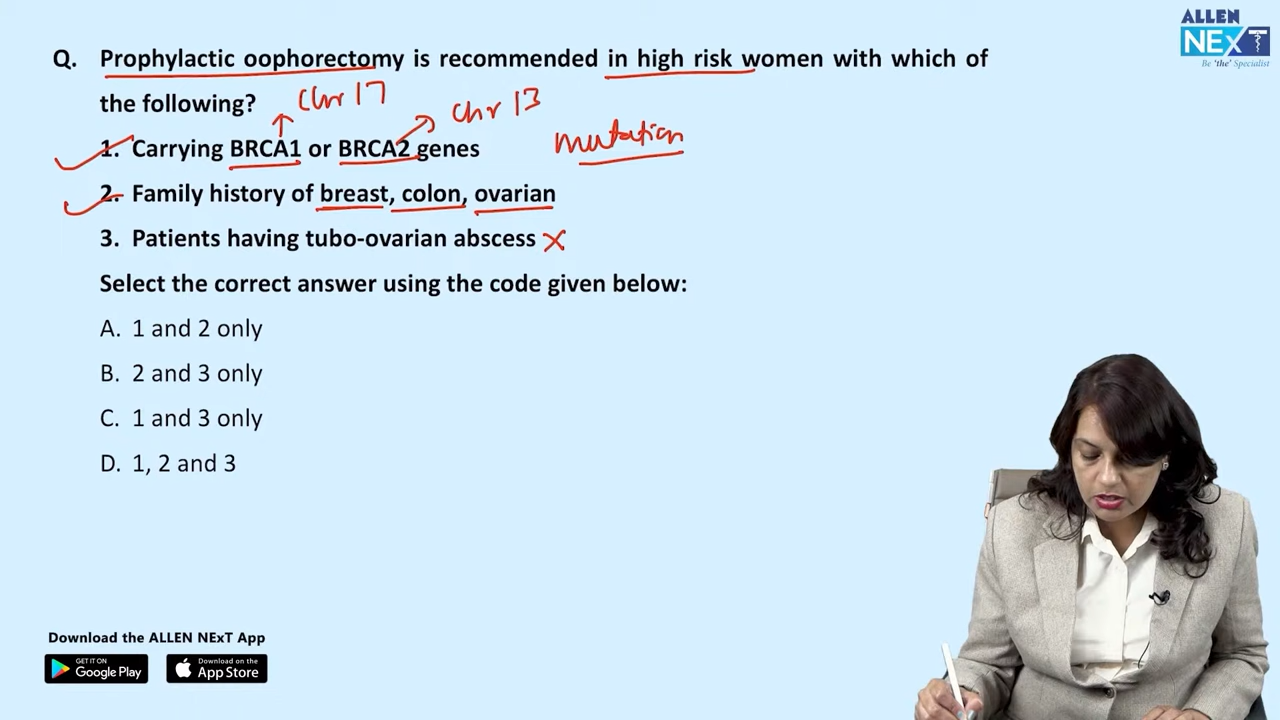 ALLEN
NEXT
Be 'the' Specialist
Q. Prophylactic oophorectomy is recommended in high risk women with which of
the following?
Chr 17
Chr 13
mutation
1. Carrying BRCA1 or BRCA2 genes
2. Family history of breast, colon, ovarian
3. Patients having tubo-ovarian abscess
Select the correct answer using the code given below:
A. 1 and 2 only
B. 2 and 3 only
C. 1 and 3 only
D. 1, 2 and 3
Download the ALLEN NExT App
GET IT ON
Google Play
Download on the
App Store